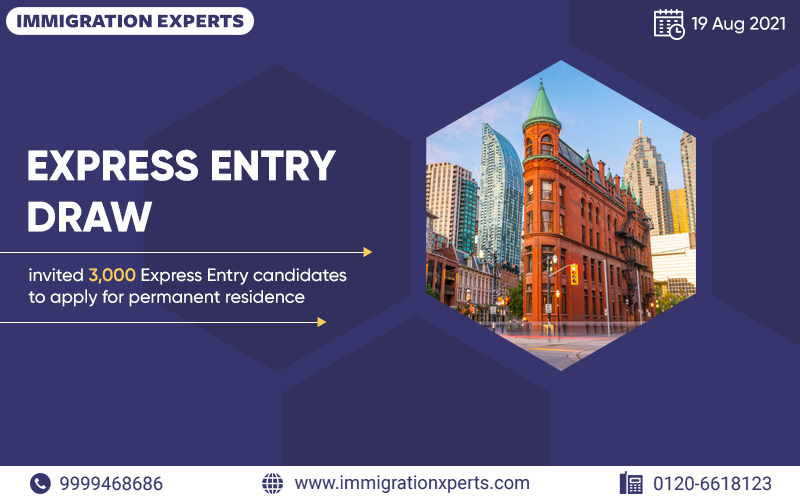 IMMIGRATION EXPERTS
19 Aug 2021
EXPRESS ENTRY
DRAW
invited 3,000 Express Entry candidates
to apply for permanent residence
9999468686
www.immigrationxperts.com
0120-6618123